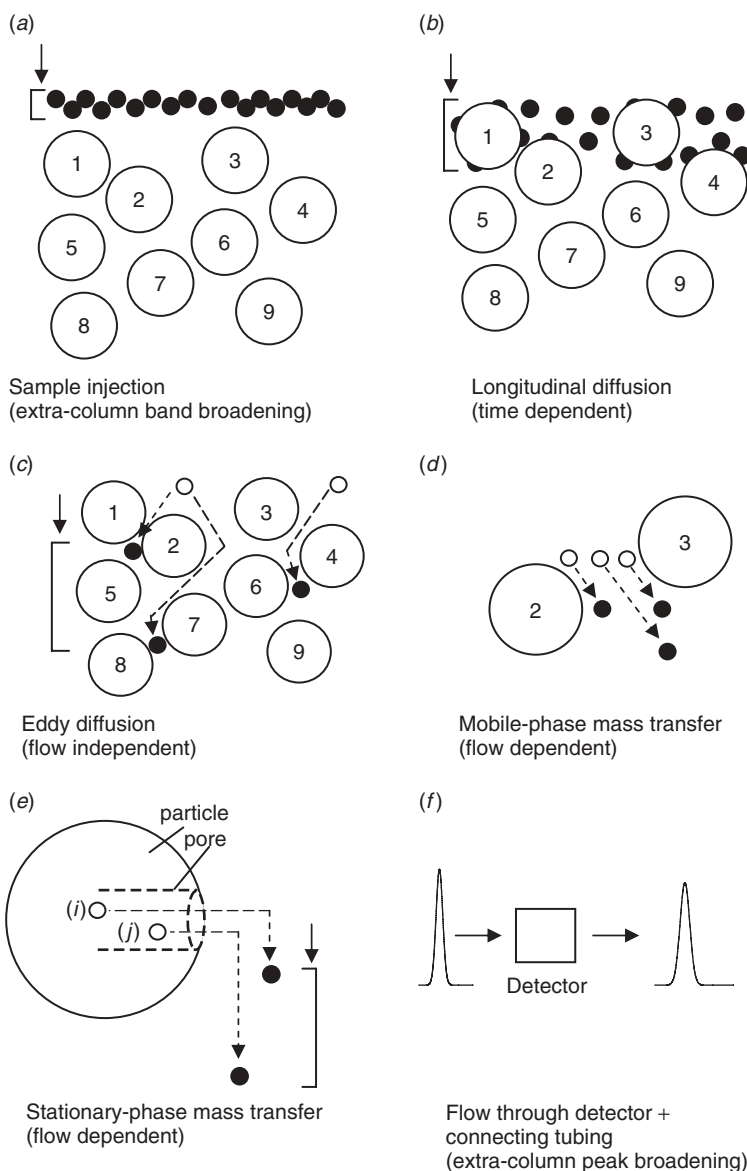 (a)
1
2
3
4
5
6
7
8
9
Sample injection
(extra-column band broadening)
(b)
1
2
3
4
5
6
7
8
9
Longitudinal diffusion
(time dependent)
(c)
1
2
3
4
5
6
7
8
9
Eddy diffusion
(flow independent)
(d)
2
3
Mobile-phase mass transfer
(flow dependent)
(e)
particle
pore
(i)
(j)
Stationary-phase mass transfer
(flow dependent)
(f)
Detector
Flow through detector +
connecting tubing
(extra-column peak broadening)